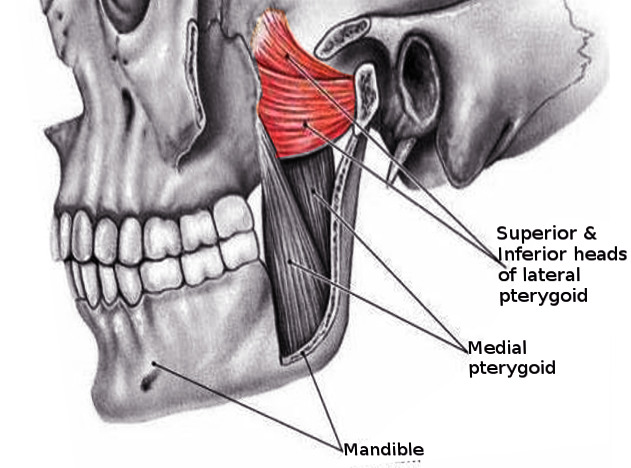 Superior &
Inferior heads
of lateral
pterygoid
Medial
pterygoid
Mandible